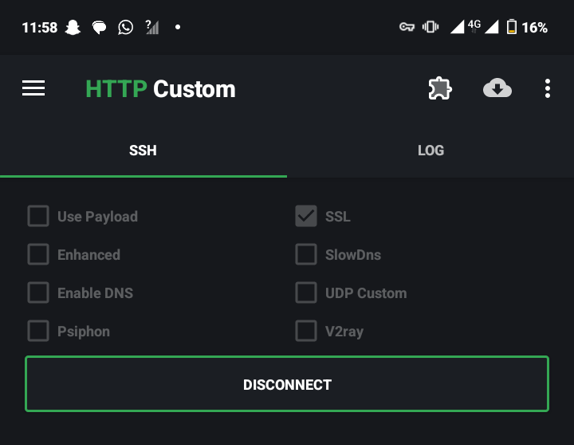 11:58 ? 4G 16%
HTTP Custom
SSH LOG
Use Payload SSL
Enhanced SlowDns
Enable DNS UDP Custom
Psiphon V2ray
DISCONNECT